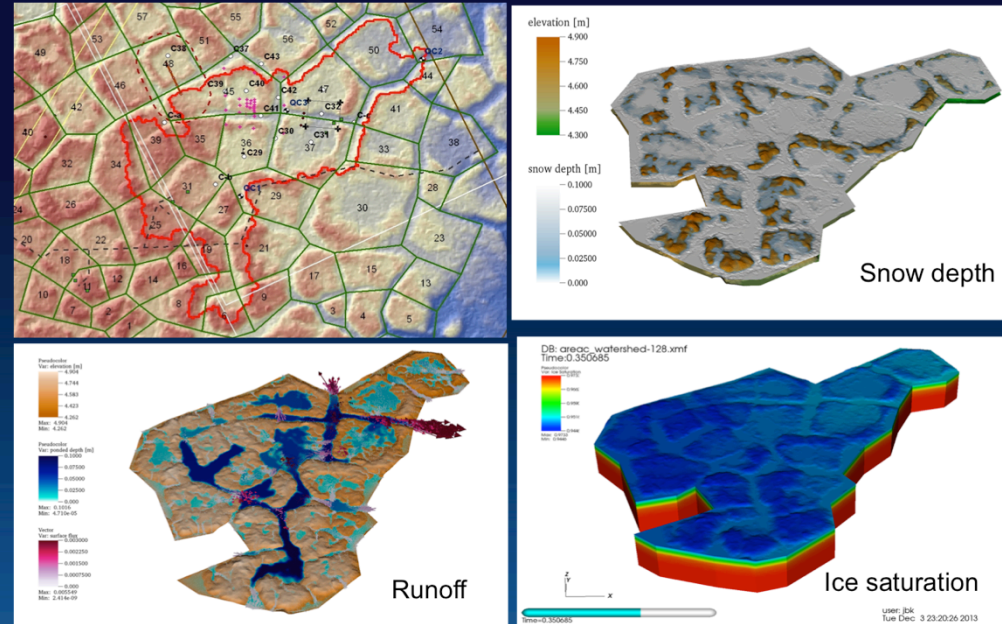 49
53
57
55
52
54
C38
51
C37
56
50
QC2
48
C43
44
46
C39
C42
42
45
C40
47
QC3
C32
41
40
C41
39
35
C30
C31
33
38
36
37
32
34
C29
31
QC1
28
26
27
29
30
24
25
23
20
22
19
21
18
16
17
15
11
12
14
13
10
8
9
7
6
3
4
5
2
1
elevation [m]
4.900
4.750
4.600
4.450
4.300
snow depth [m]
0.1000
0.07500
0.05000
0.02500
0.000
Snow depth
Pseudocolor
Var: elevation [m]
4.904
4.744
4.583
4.423
4.262
Max: 4.904
Min: 4.262
Pseudocolor
Var: ponded depth [m]
0.1000
0.07500
0.05000
0.02500
0.000
Max: 0.1016
Min: 4.710e-05
Vector
Var: surface flux
0.003000
0.002250
0.001500
0.0007500
0.000
Max: 0.005549
Min: 2.414e-09
Runoff
DB: areac_watershed-128.xmf
Time:0.350685
Pseudocolor
Var: Ice Saturation
Z
Y
X
Ice saturation
Time=0.350685
user: jbk
Tue Dec 3 23:20:26 2013